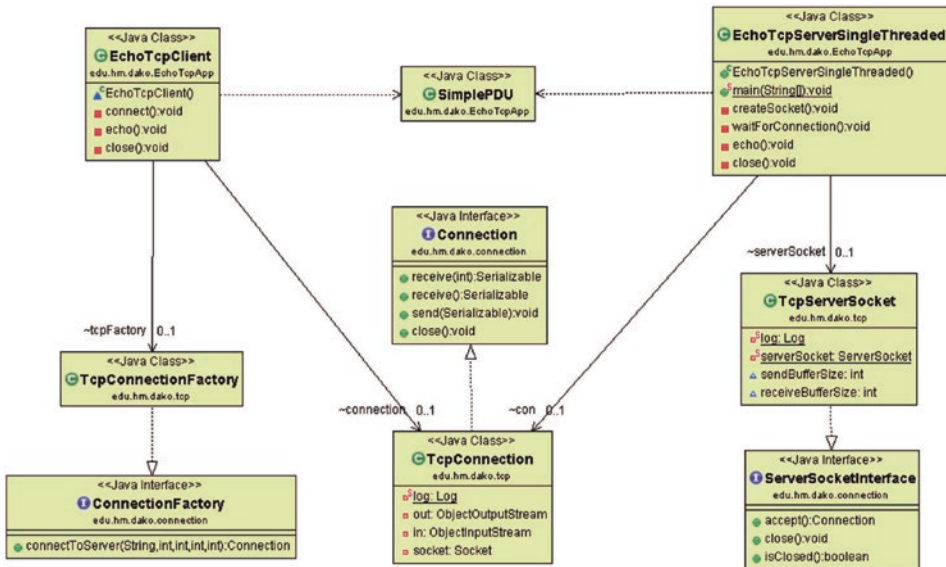 <<Java Class>>
EchoTcpClient
edu.hm.dako.EchoTcpApp
EchoTcpClient()
connect():void
echo():void
close():void
<<Java Class>>
SimplePDU
edu.hm.dako.EchoTcpApp
<<Java Class>>
EchoTcpServerSingleThreaded
edu.hm.dako.EchoTcpApp
EchoTcpServerSingleThreaded()
main(String[]):void
createSocket():void
waitForConnection():void
echo():void
close():void
<<Java Interface>>
Connection
edu.hm.dako.connection
receive(int):Serializable
receive():Serializable
send(Serializable):void
close():void
~serverSocket 0..1
<<Java Class>>
TcpServerSocket
edu.hm.dako.tcp
log: Log
serverSocket: ServerSocket
sendBufferSize: int
receiveBufferSize: int
~tcpFactory 0..1
<<Java Class>>
TcpConnectionFactory
edu.hm.dako.tcp
~connection 0..1
~con 0..1
<<Java Class>>
TcpConnection
edu.hm.dako.tcp
log: Log
out: ObjectOutputStream
in: ObjectInputStream
socket: Socket
<<Java Interface>>
ConnectionFactory
edu.hm.dako.connection
connectToServer(String,int,int,int,int):Connection
<<Java Interface>>
ServerSocketInterface
edu.hm.dako.connection
accept():Connection
close():void
isClosed():boolean